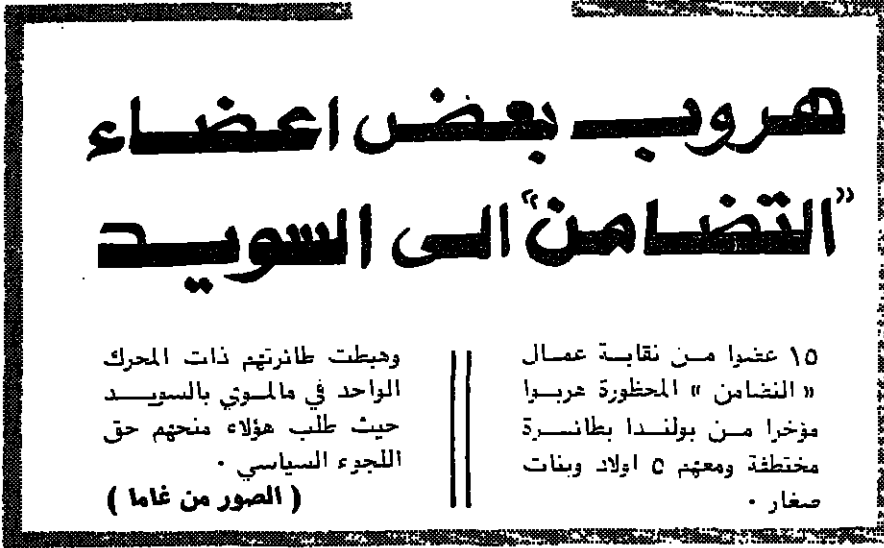 هروب بعض اعضاء
"التضامن" الى السويد
١٥ عضوا من نقابة عمال
« التضامن » المحظورة هربوا
مؤخرا من بولندا بطائرة
مختطفة ومعهم ٥ اولاد وبنات
صغار .
وهبطت طائرتهم ذات المحرك
الواحد في مالموي بالسويد
حيث طلب هؤلاء منحهم حق
اللجوء السياسي .
( الصور من غاما )